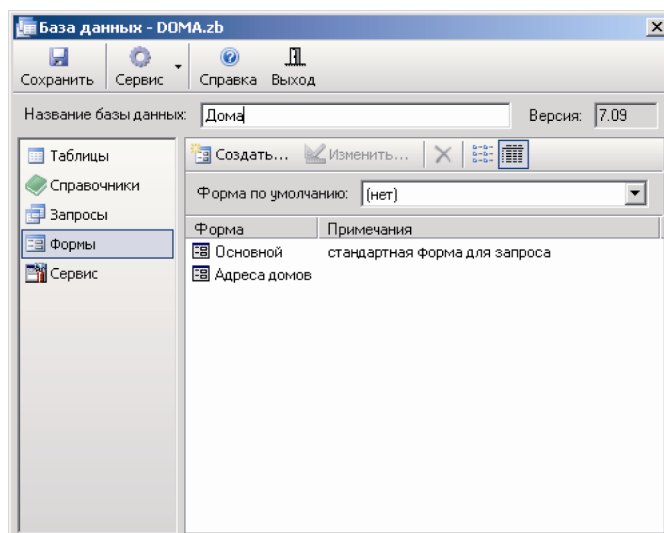 База данных - DOMA.zb
Сохранить Сервис Справка Выход
Название базы данных: Дома Версия: 7.09
Таблицы
Справочники
Запросы
Формы
Сервис
Создать... Изменить...
Форма по умолчанию: (нет)
Форма Примечания
Основной стандартная форма для запроса
Адреса домов